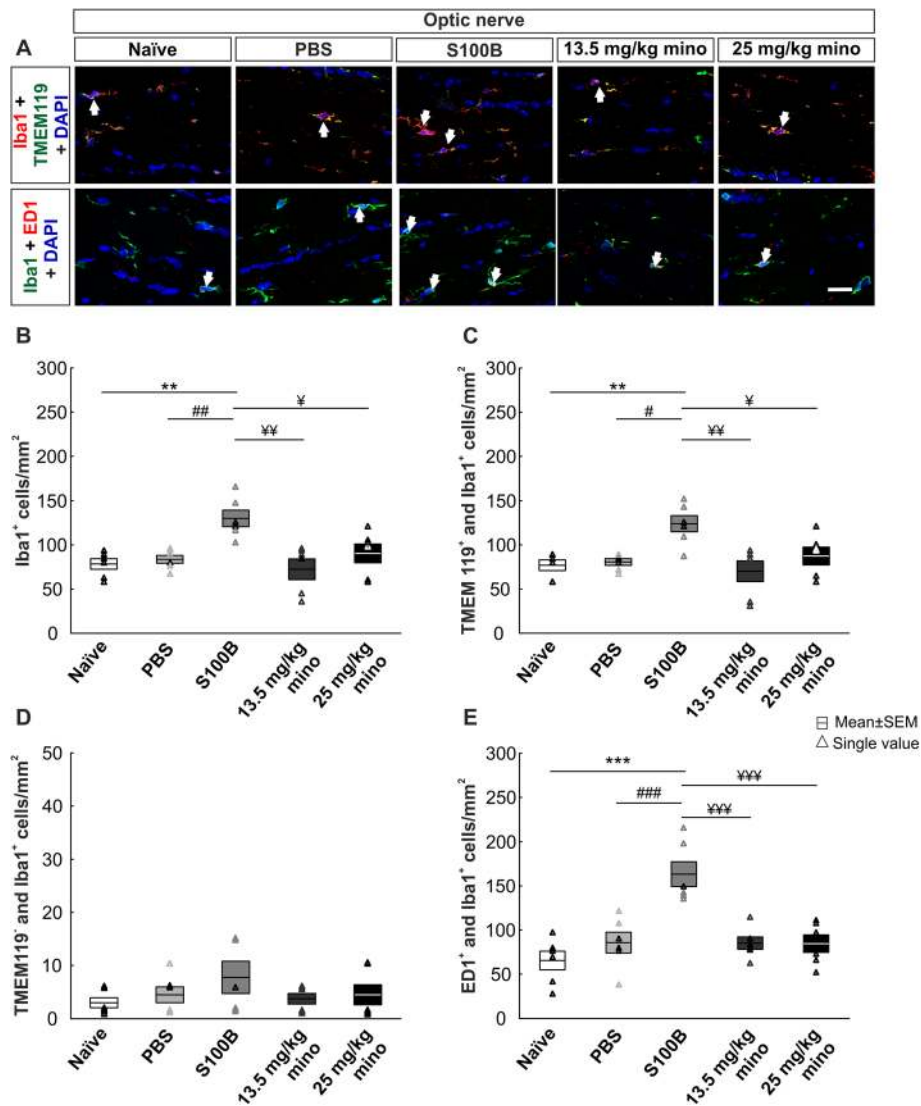 Optic nerve
A
Naïve
PBS
S100B
13.5 mg/kg mino
25 mg/kg mino
Iba1 +
TMEM119
+ DAPI
Iba1 + ED1
+ DAPI
B
Iba1⁺ cells/mm²
300
250
200
150
100
50
0
**
##
¥
¥¥
Naïve
PBS
S100B
13.5 mg/kg
mino
25 mg/kg
mino
C
TMEM 119⁺ and Iba1⁺ cells/mm²
300
250
200
150
100
50
0
**
#
¥
¥¥
Naïve
PBS
S100B
13.5 mg/kg
mino
25 mg/kg
mino
D
TMEM119⁻ and Iba1⁺ cells/mm²
50
40
30
20
10
0
Naïve
PBS
S100B
13.5 mg/kg
mino
25 mg/kg
mino
E
Mean±SEM
Single value
ED1⁺ and Iba1⁺ cells/mm²
300
250
200
150
100
50
0
***
###
¥¥¥
¥¥¥
Naïve
PBS
S100B
13.5 mg/kg
mino
25 mg/kg
mino